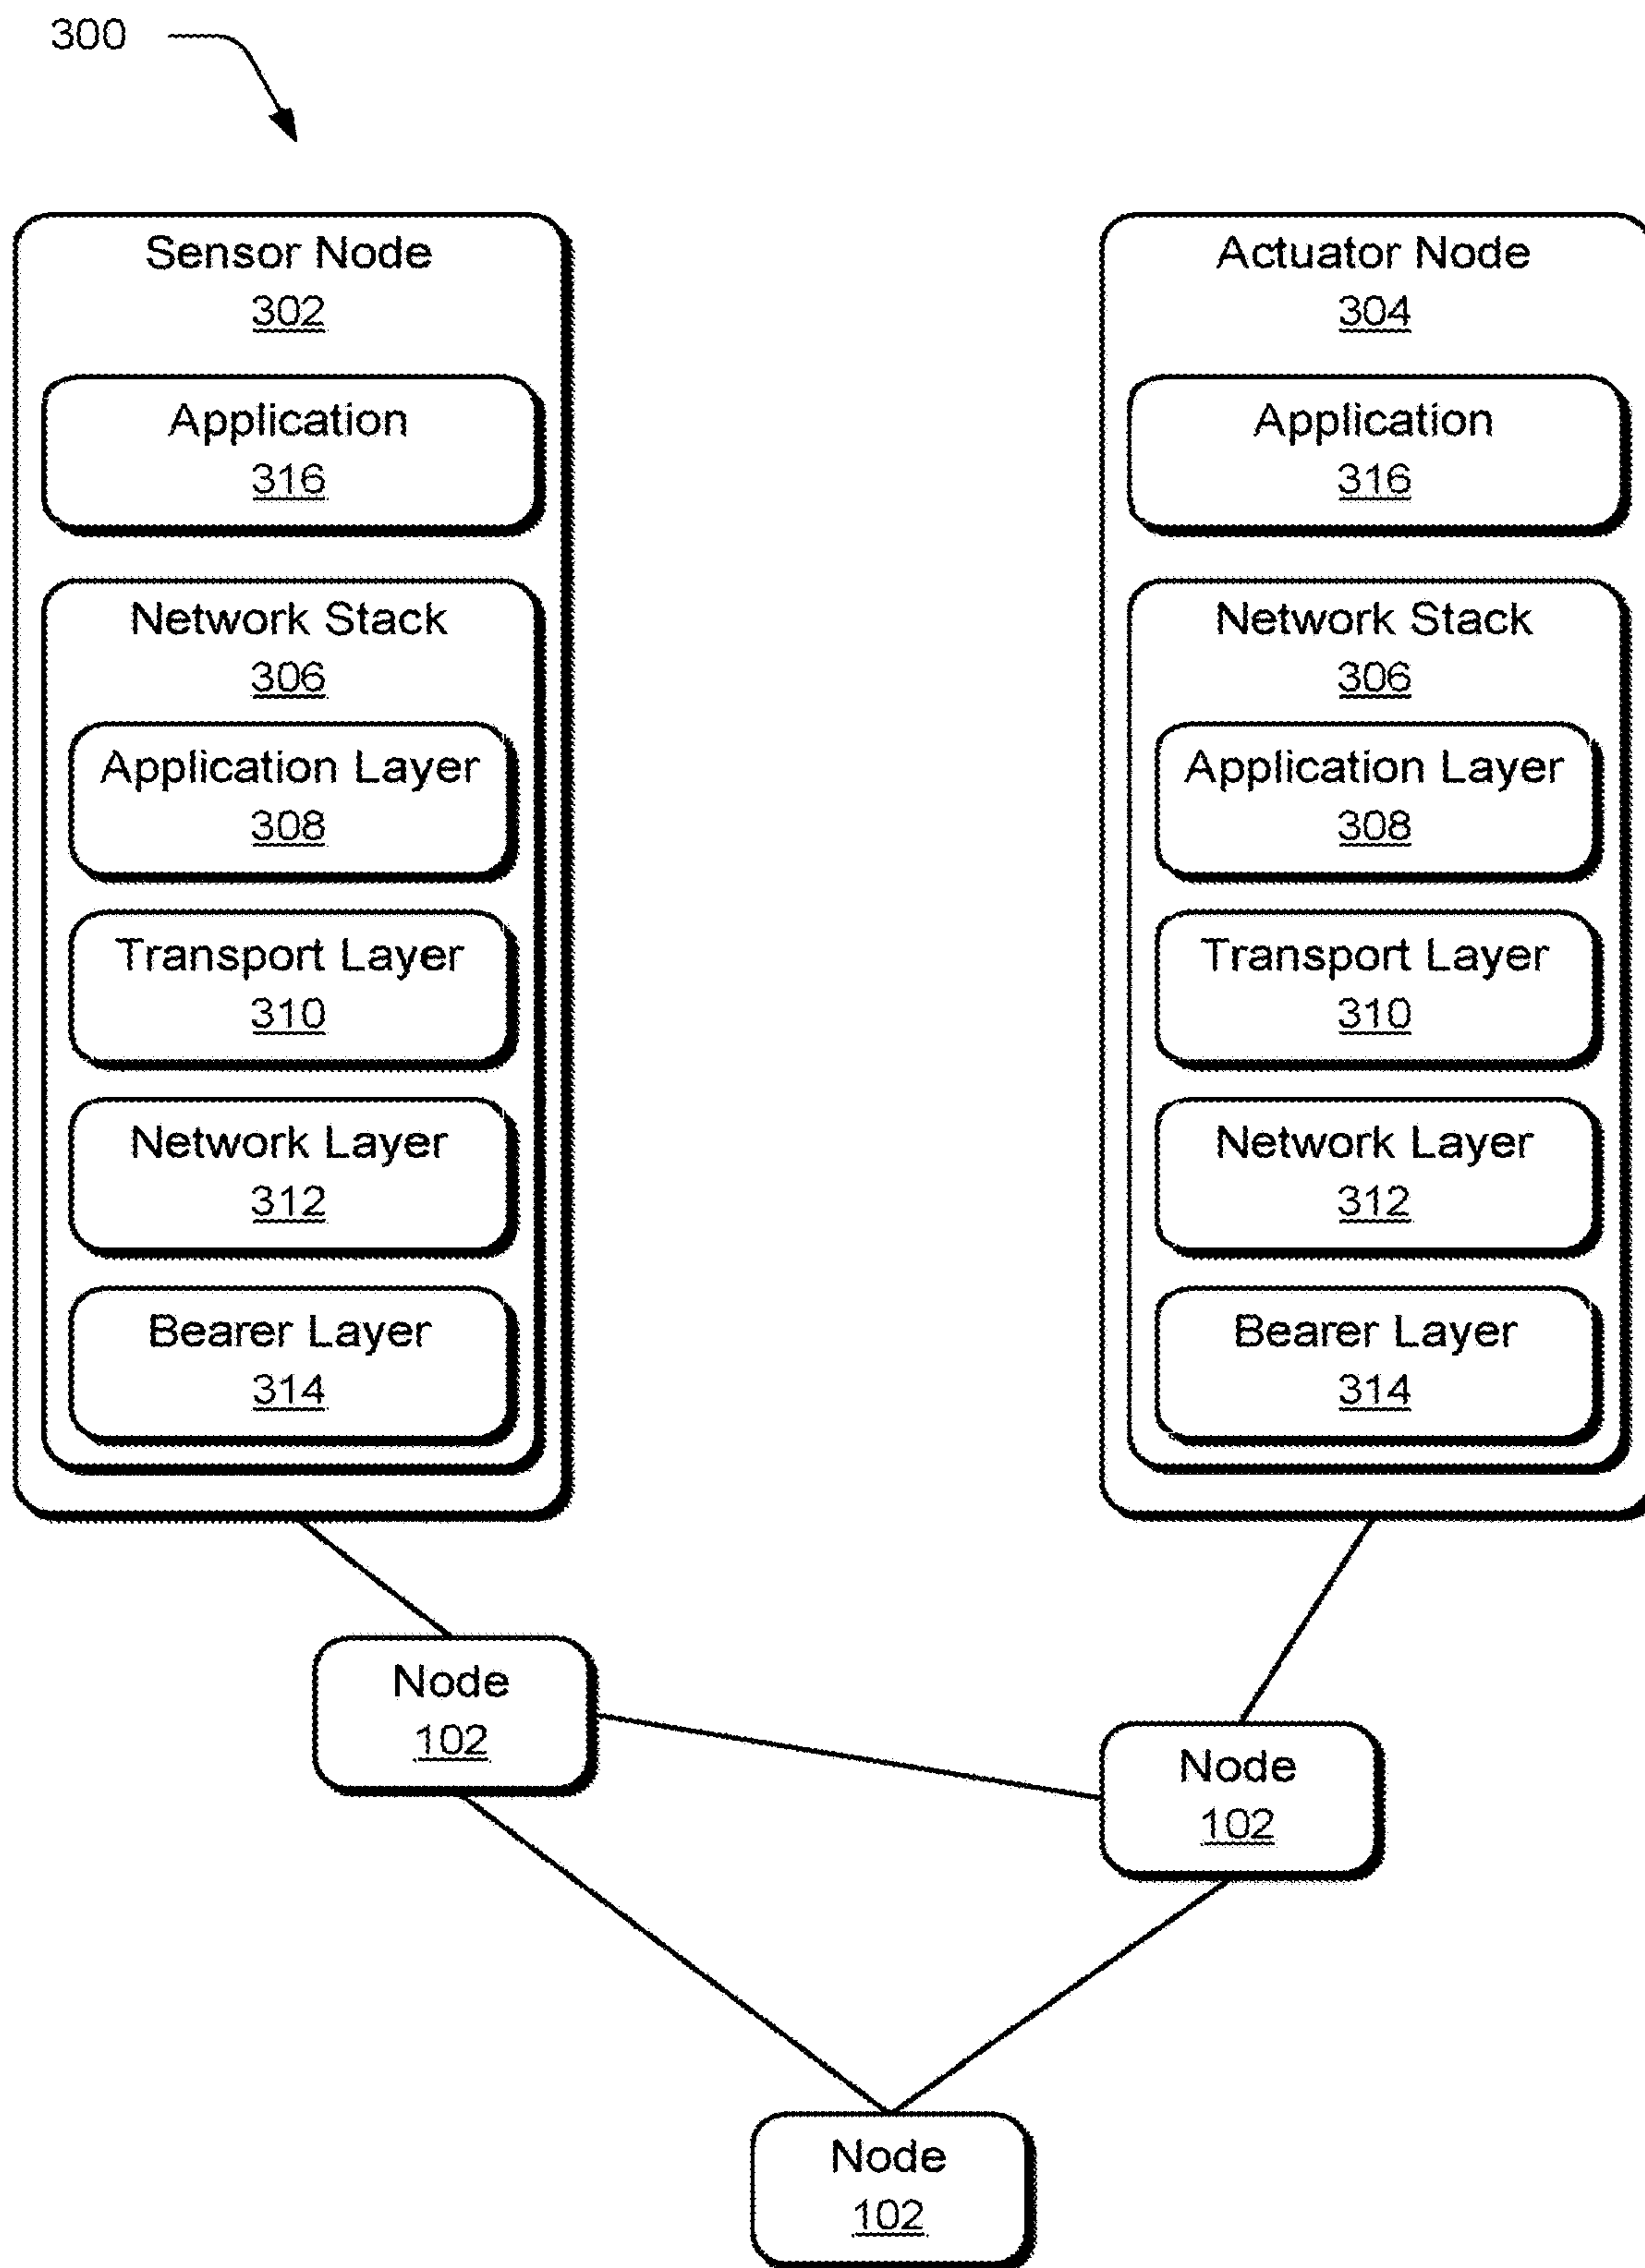 300
Sensor Node
302
Application
316
Network Stack
306
Application Layer
308
Transport Layer
310
Network Layer
312
Bearer Layer
314
Actuator Node
304
Application
316
Network Stack
306
Application Layer
308
Transport Layer
310
Network Layer
312
Bearer Layer
314
Node
102
Node
102
Node
102